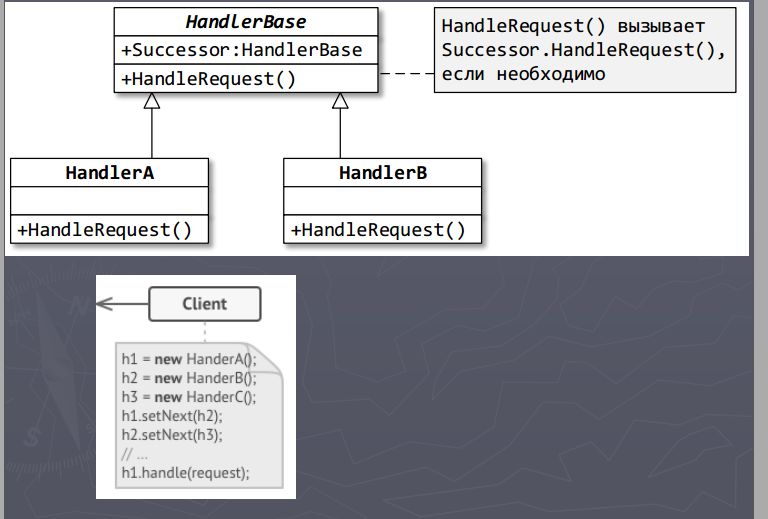 HandlerBase
+Successor:HandlerBase
+HandleRequest()
HandleRequest() вызывает
Successor.HandleRequest(),
если необходимо
HandlerA
+HandleRequest()
HandlerB
+HandleRequest()
N
S
Client
h1 = new HanderA();
h2 = new HanderB();
h3 = new HanderC();
h1.setNext(h2);
h2.setNext(h3);
// ...
h1.handle(request);